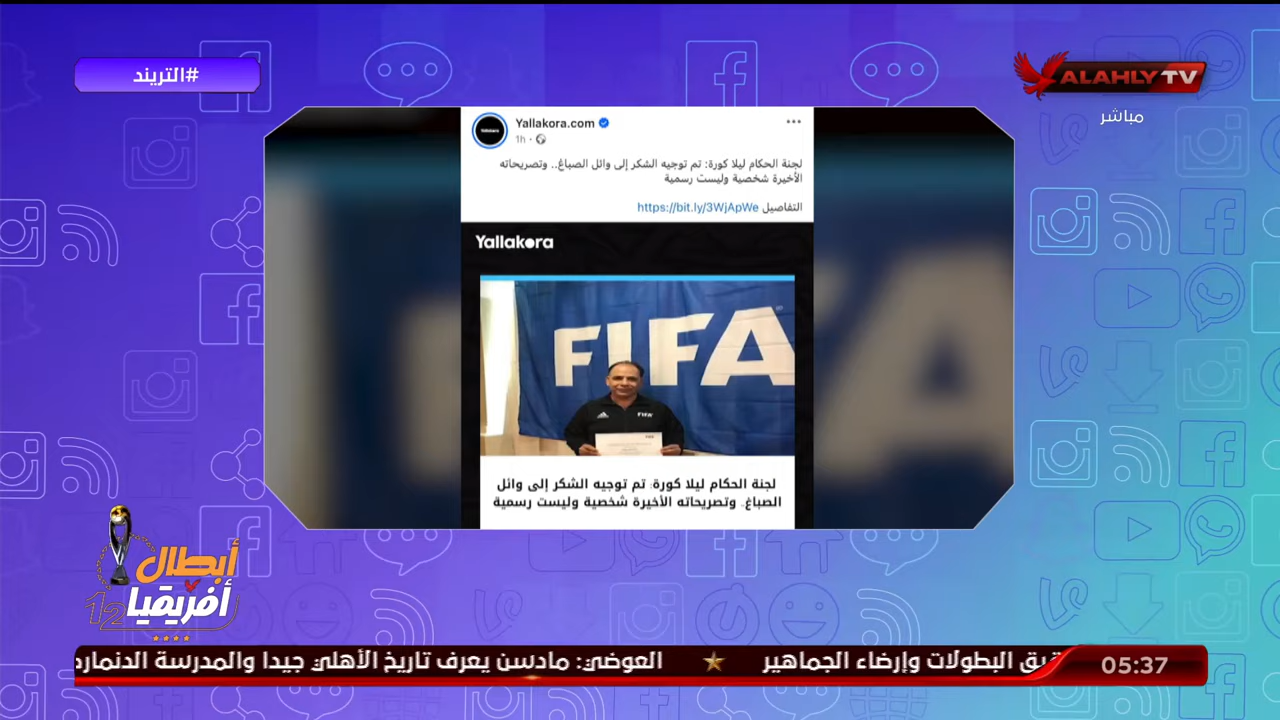 #التريند
ALAHLY TV
مباشر
Yallakora.com
1h
لجنة الحكام ليلا كورة: تم توجيه الشكر إلى وائل الصباغ.. وتصريحاته
الأخيرة شخصية وليست رسمية
التفاصيل https://bit.ly/3WjApWe
Yallakora
FIFA
FIFA
لجنة الحكام ليلا كورة. تم توجيه الشكر إلى وائل
الصباغ. وتصريحاته الأخيرة شخصية وليست رسمية
أبطال
أفريقيا
12
البطولات وإرضاء الجماهير ★ العوضي: مادسن يعرف تاريخ الأهلي جيدا والمدرسة
05:37